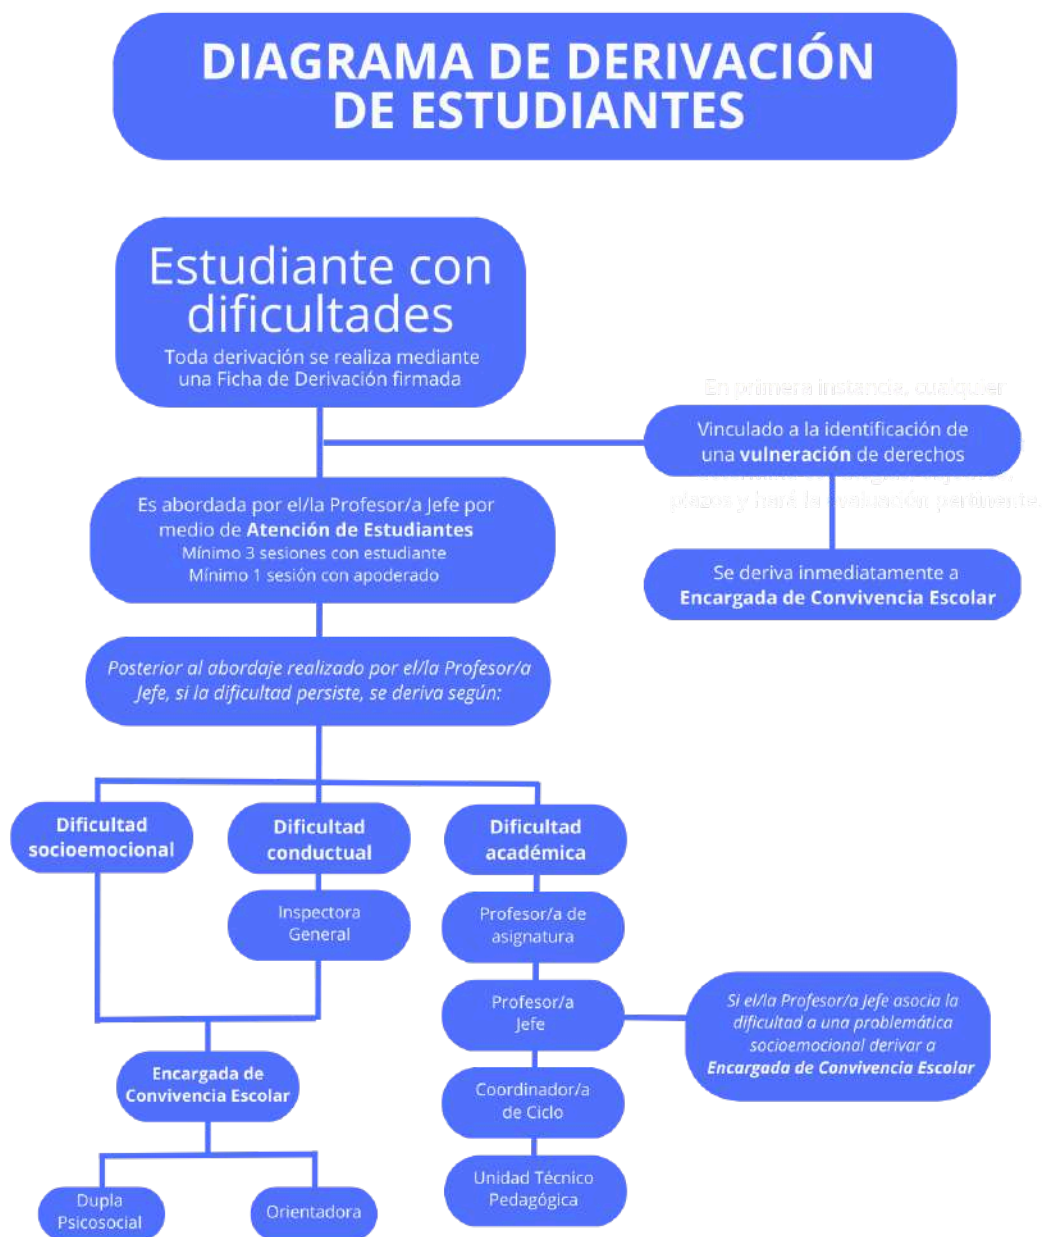 DIAGRAMA DE DERIVACIÓN
DE ESTUDIANTES
Estudiante con
dificultades
Toda derivación se realiza mediante
una Ficha de Derivación firmada
En primera instancia, cualquier
Vinculado a la identificación de
una vulneración de derechos
plazos y hará la evaluación pertinente.
Es abordada por el/la Profesor/a Jefe por
medio de Atención de Estudiantes
Mínimo 3 sesiones con estudiante
Mínimo 1 sesión con apoderado
Se deriva inmediatamente a
Encargada de Convivencia Escolar
Posterior al abordaje realizado por el/la Profesor/a
Jefe, si la dificultad persiste, se deriva según:
Dificultad
socioemocional
Dificultad
conductual
Dificultad
académica
Inspectora
General
Profesor/a de
asignatura
Profesor/a
Jefe
Si el/la Profesor/a Jefe asocia la
dificultad a una problemática
socioemocional derivar a
Encargada de Convivencia Escolar
Encargada de
Convivencia Escolar
Coordinador/a
de Ciclo
Unidad Técnico
Pedagógica
Dupla
Psicosocial
Orientadora